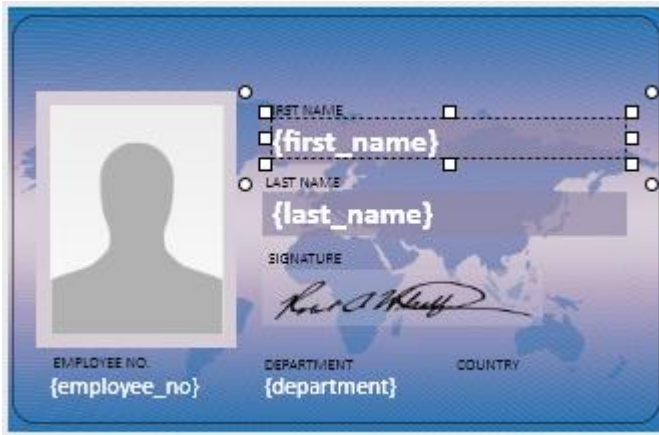 FIRST NAME
{first_name}
LAST NAME
{last_name}
SIGNATURE
EMPLOYEE NO.
{employee_no}
DEPARTMENT
{department}
COUNTRY